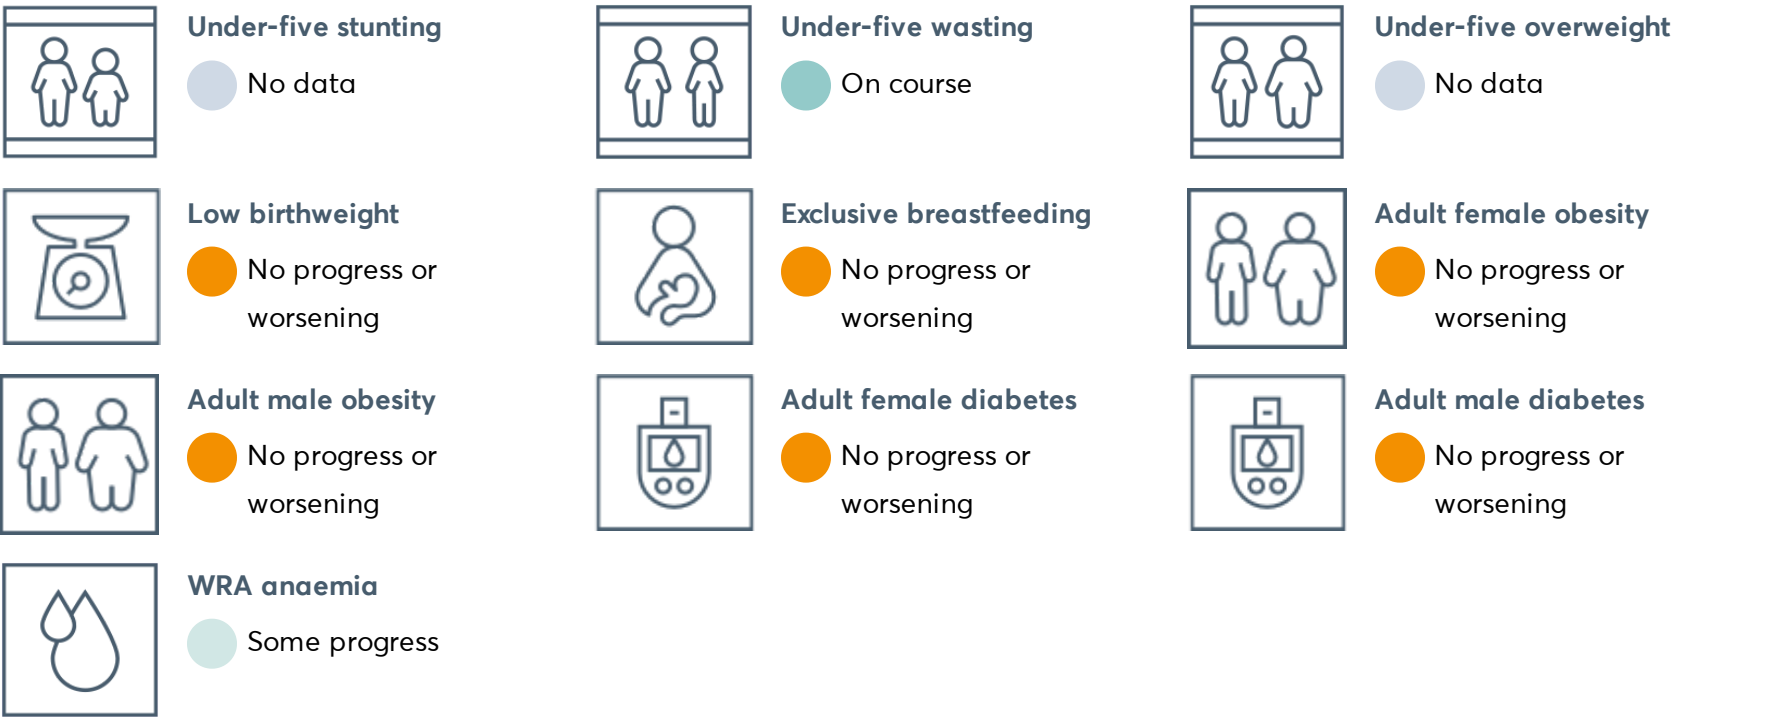 Under-five stunting
No data
Under-five wasting
On course
Under-five overweight
No data
Low birthweight
No progress or
worsening
Exclusive breastfeeding
No progress or
worsening
Adult female obesity
No progress or
worsening
Adult male obesity
No progress or
worsening
Adult female diabetes
No progress or
worsening
Adult male diabetes
No progress or
worsening
WRA anaemia
Some progress